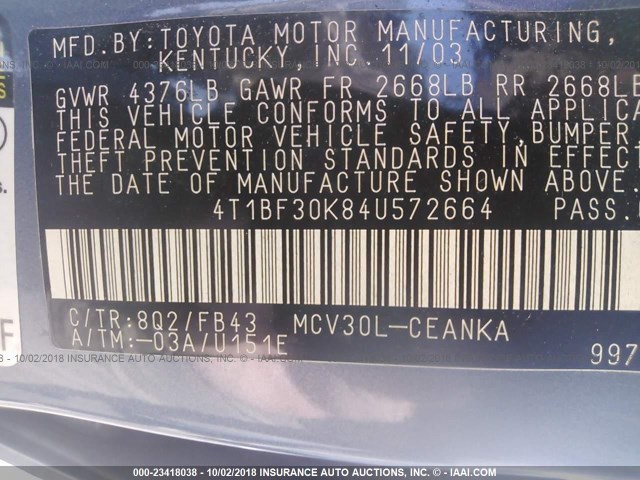 MFD. BY: TOYOTA MOTOR MANUFACTURING,
KENTUCKY, INC. 11/03
GVWR 4376LB GAWR FR 2668LB RR 2668LB
THIS VEHICLE CONFORMS TO ALL APPLICA
FEDERAL MOTOR VEHICLE SAFETY, BUMPER,
THEFT PREVENTION STANDARDS IN EFFECT
THE DATE OF MANUFACTURE SHOWN ABOVE.
4T1BF30K84U572664 PASS.
C/TR:8Q2/FB43 MCV30L-CEANKA
A/TM:-03A/U151E
997
S
S.
F
000-23418038 - 10/02/2018 INSURANCE AUTO AUCTIONS, INC. - IAAI.COM